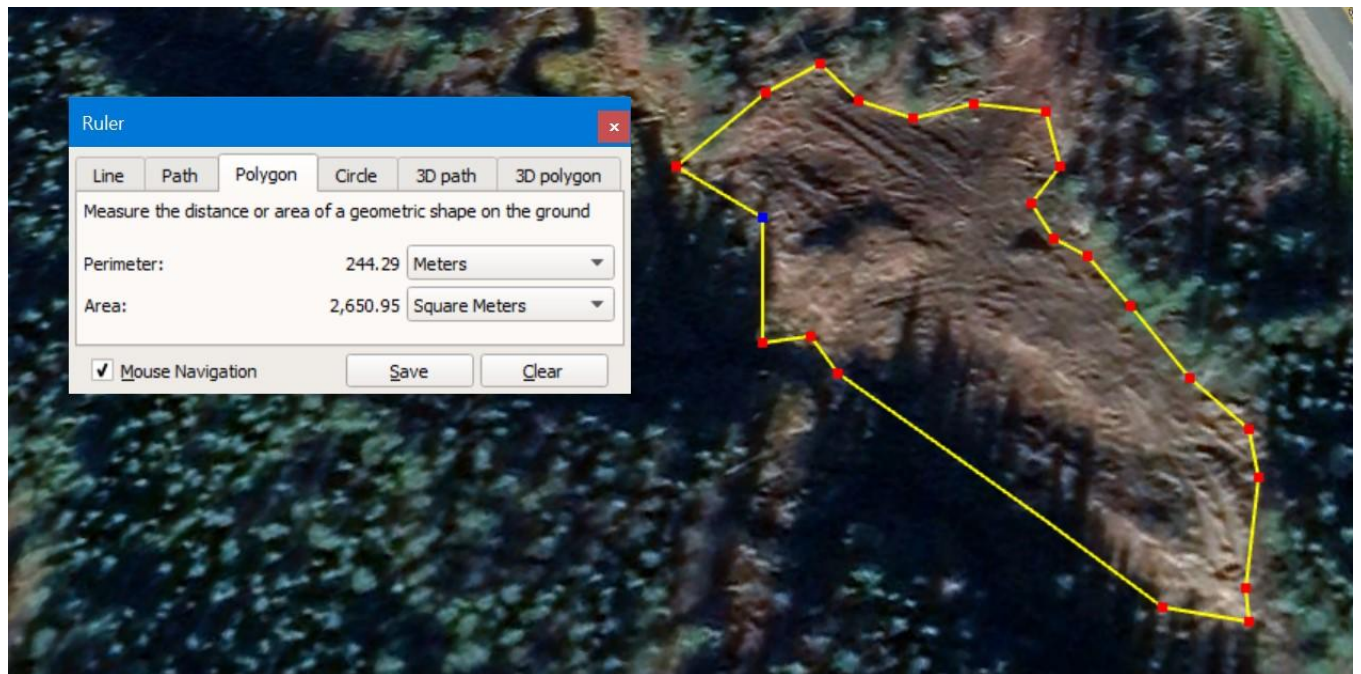 Ruler
Line Path Polygon Circle 3D path 3D polygon
Measure the distance or area of a geometric shape on the ground
Perimeter: 244.29 Meters
Area: 2,650.95 Square Meters
Mouse Navigation Save Clear